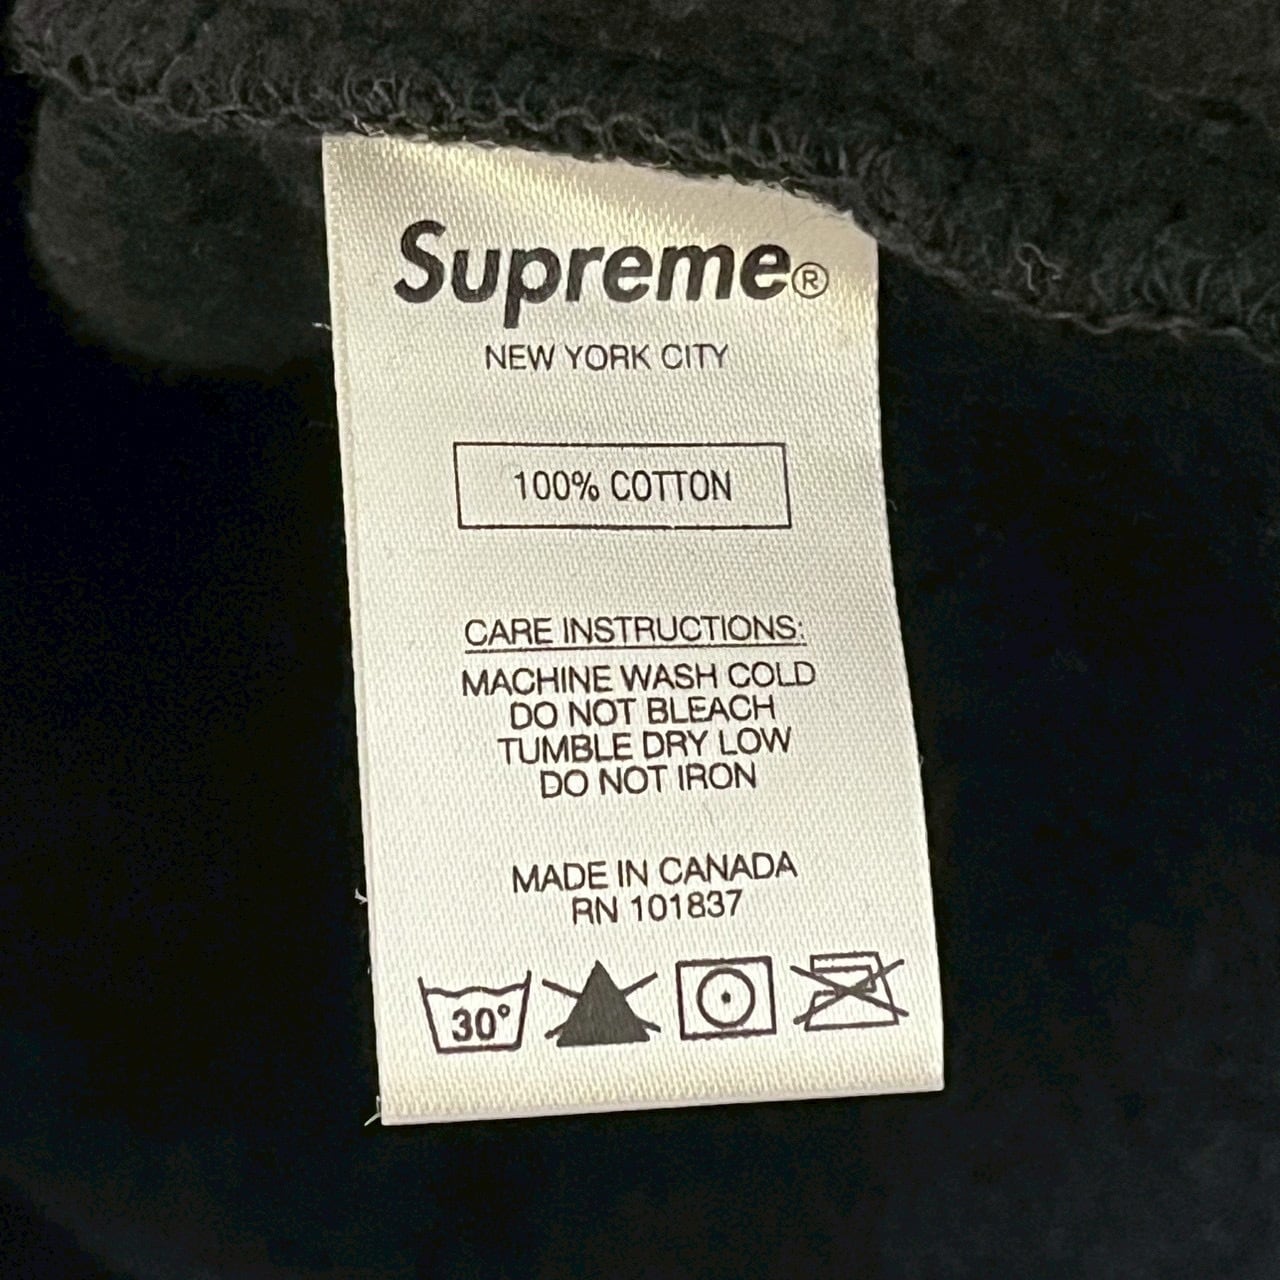 Supreme®
NEW YORK CITY
100% COTTON
CARE INSTRUCTIONS:
MACHINE WASH COLD
DO NOT BLEACH
TUMBLE DRY LOW
DO NOT IRON
MADE IN CANADA
RN 101837
30°